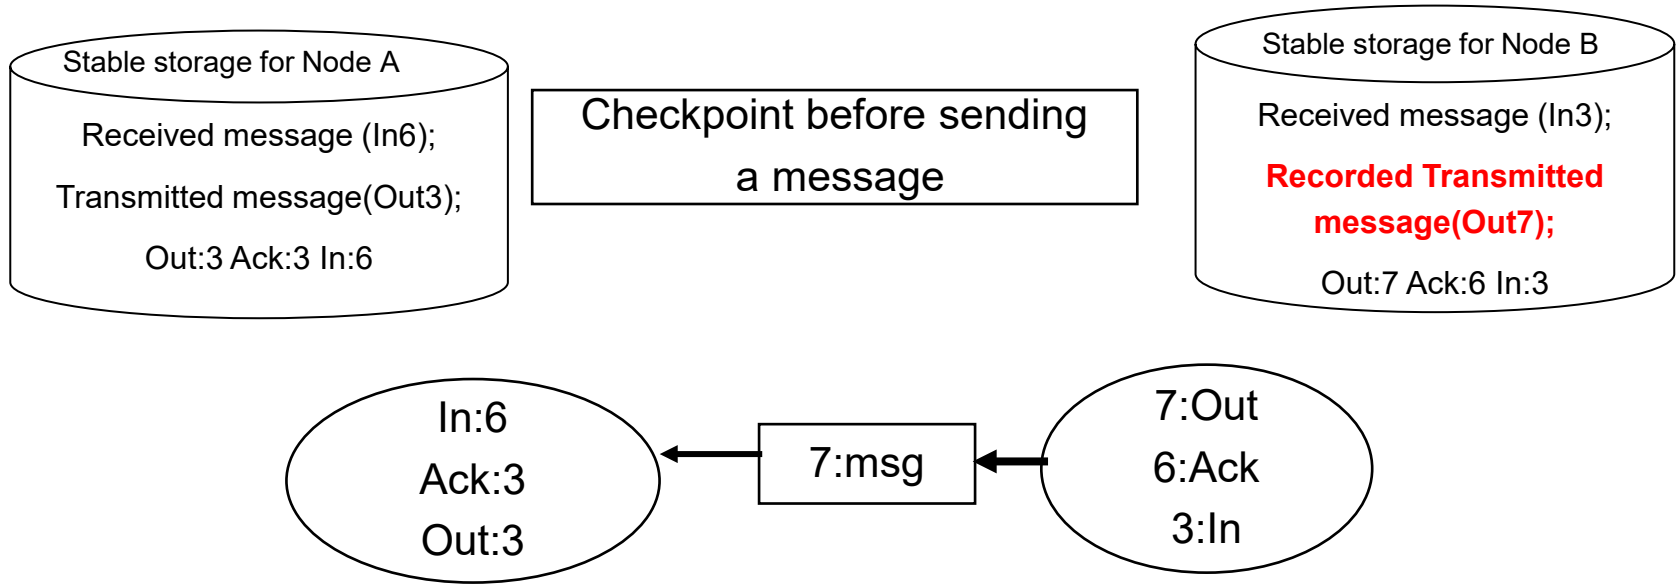 Stable storage for Node A
Received message (In6);
Transmitted message(Out3);
Out:3 Ack:3 In:6
Checkpoint before sending
a message
Stable storage for Node B
Received message (In3);
Recorded Transmitted
message(Out7);
Out:7 Ack:6 In:3
In:6
Ack:3
Out:3
7:msg
7:Out
6:Ack
3:In